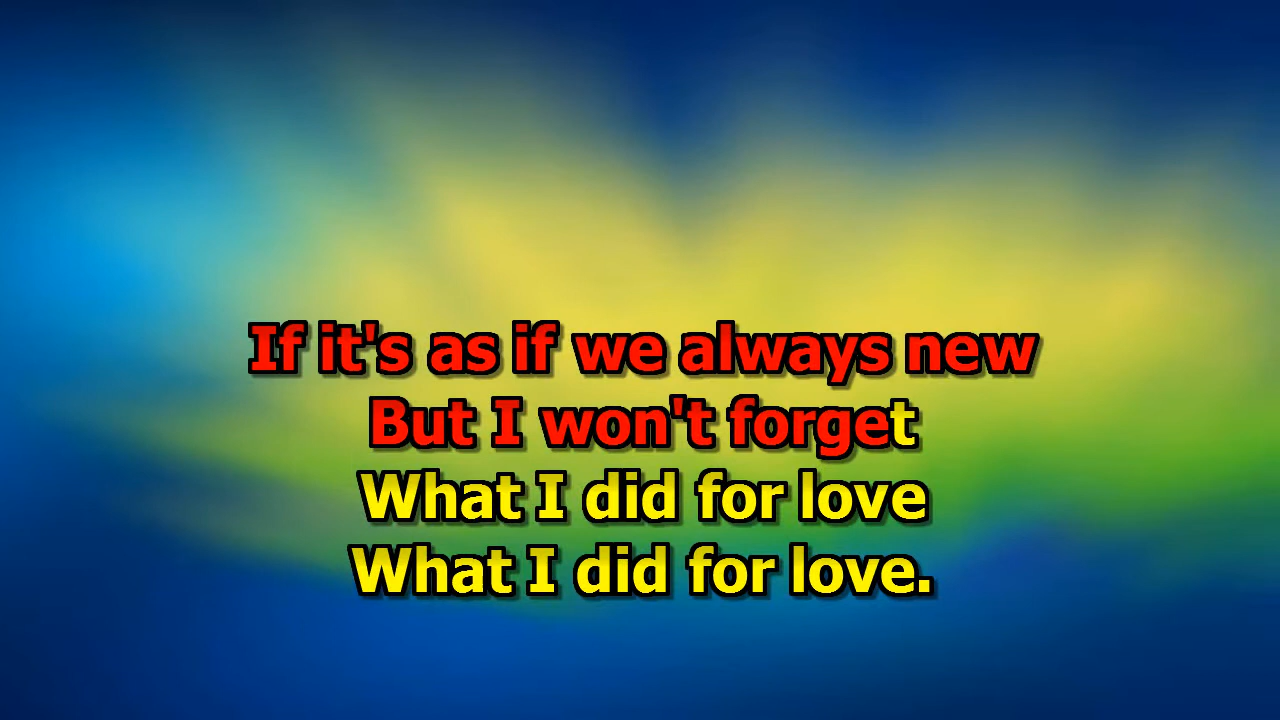 If it's as if we always new
But I won't forget
What I did for love
What I did for love.